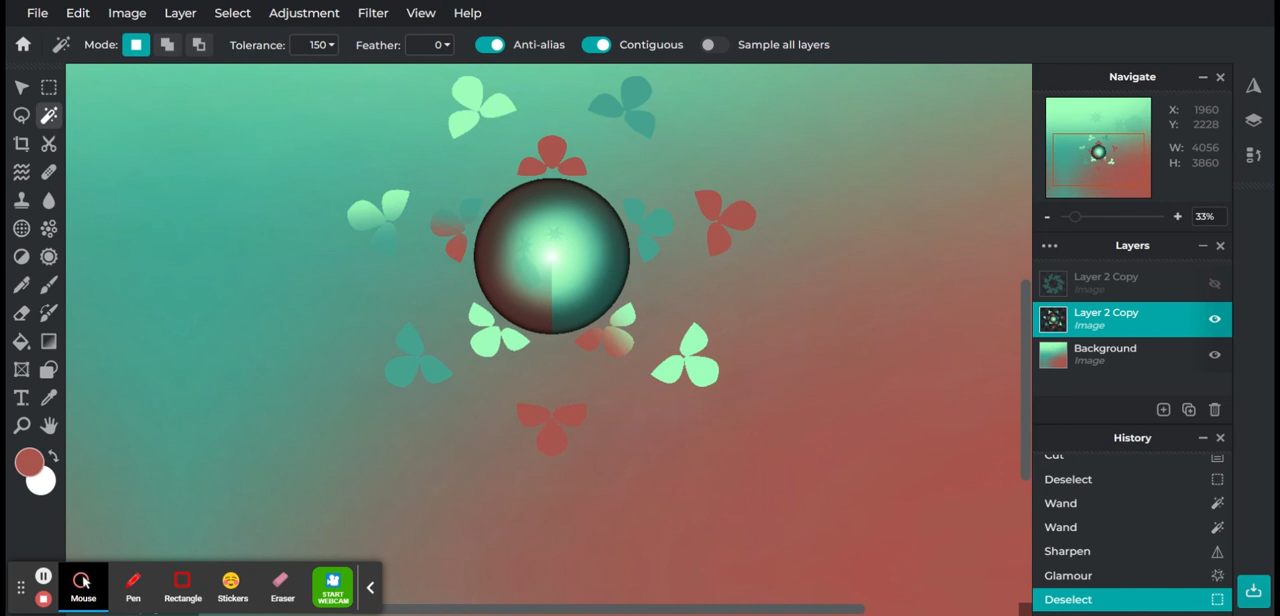 File Edit Image Layer Select Adjustment Filter View Help
Mode: Tolerance: 150 Feather: 0 Anti-alias Contiguous Sample all layers
Navigate
X: 1960
Y: 2228
W: 4056
H: 3860
- + 33%
Layers
Layer 2 Copy
Image
Layer 2 Copy
Image
Background
Image
History
Cut
Deselect
Wand
Wand
Sharpen
Glamour
Deselect
Mouse Pen Rectangle Stickers Eraser START WEBCAM